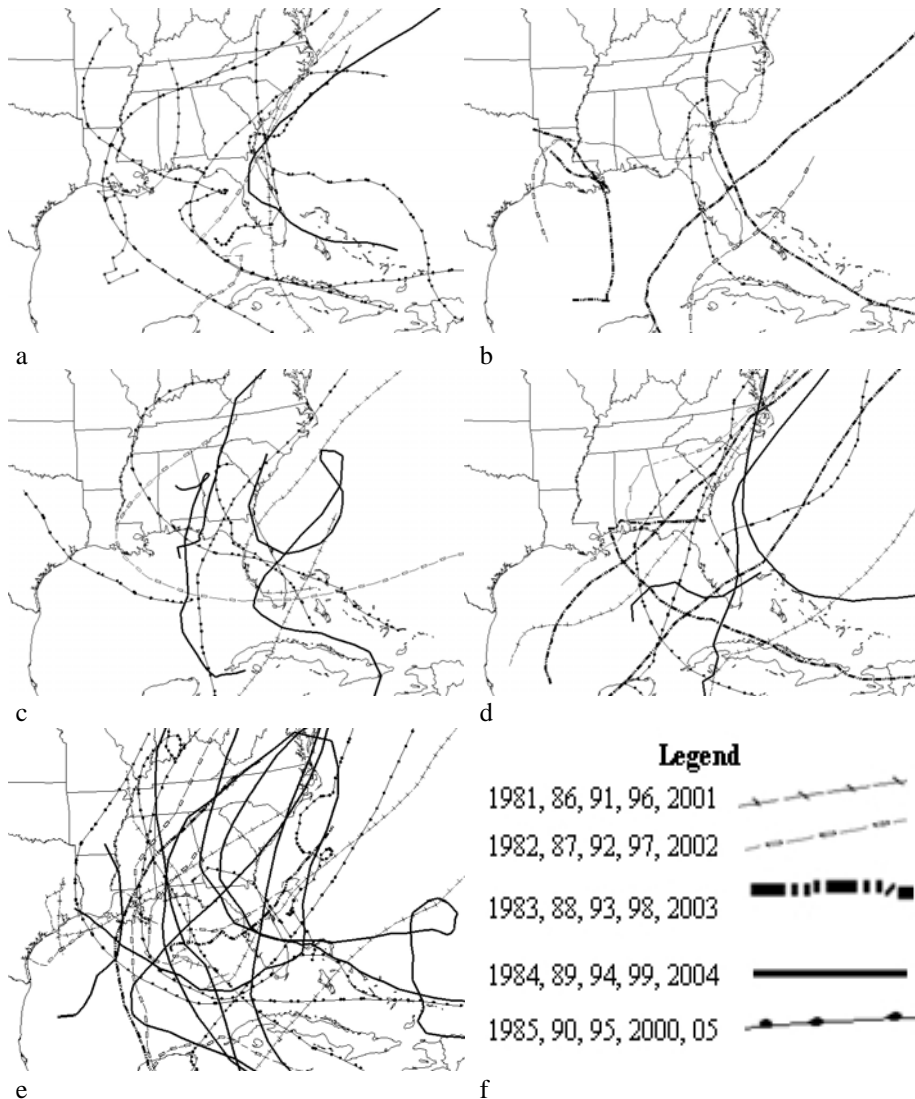 a
b
c
d
e
f
Legend
1981, 86, 91, 96, 2001
1982, 87, 92, 97, 2002
1983, 88, 93, 98, 2003
1984, 89, 94, 99, 2004
1985, 90, 95, 2000, 05